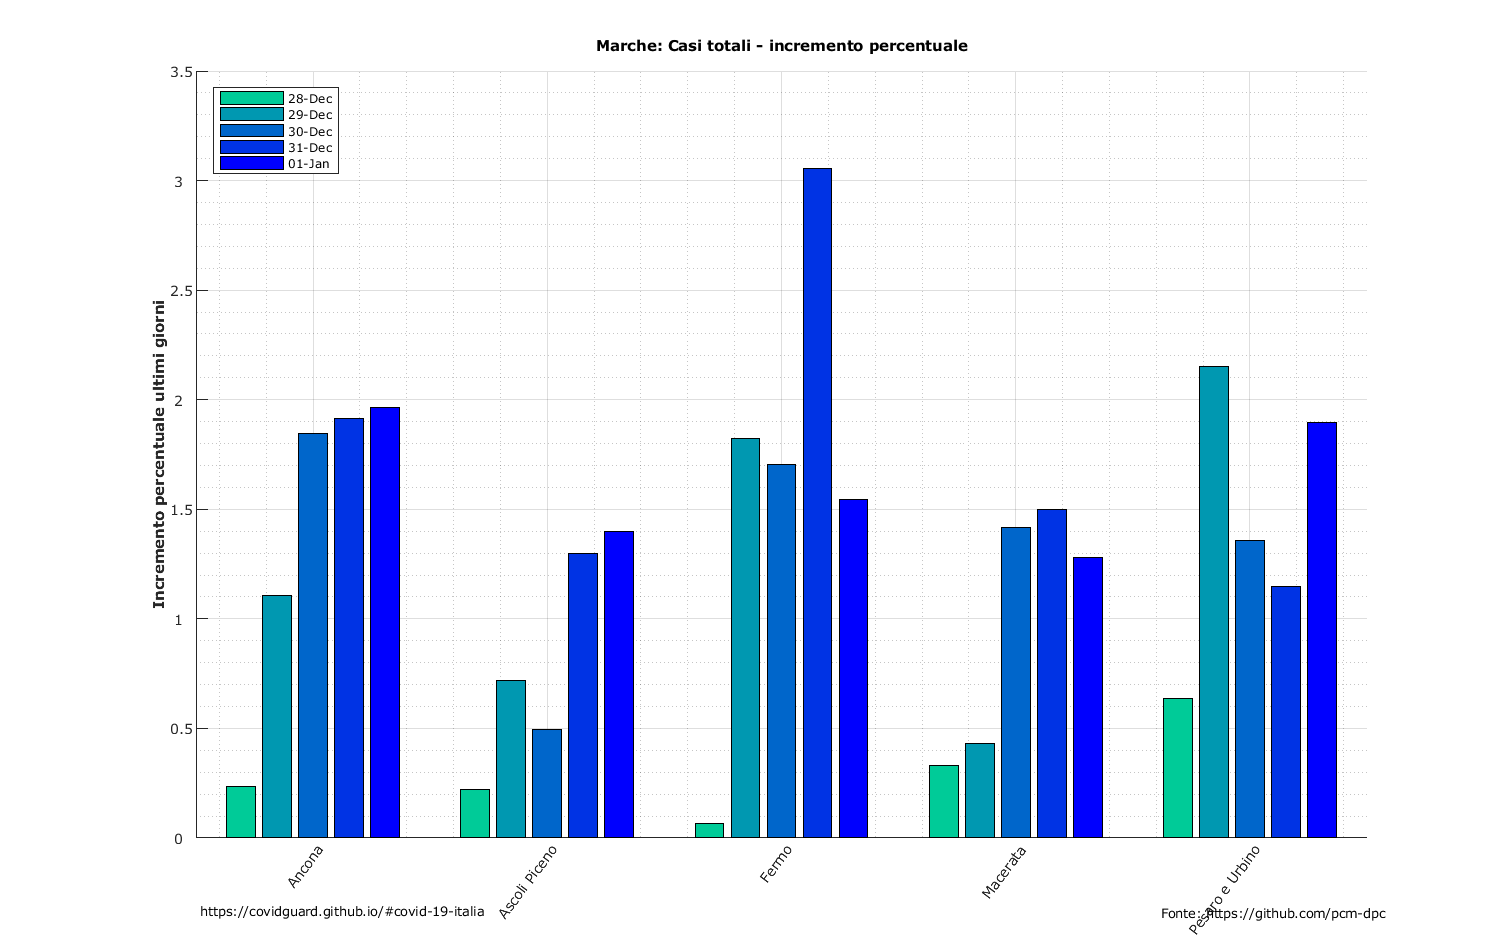 Marche: Casi totali - incremento percentuale
3.5
3
2.5
2
1.5
1
0.5
0
Incremento percentuale ultimi giorni
28-Dec
29-Dec
30-Dec
31-Dec
01-Jan
Ancona
Ascoli Piceno
Fermo
Macerata
Pesaro e Urbino
https://covidguard.github.io/#covid-19-italia
Fonte: https://github.com/pcm-dpc